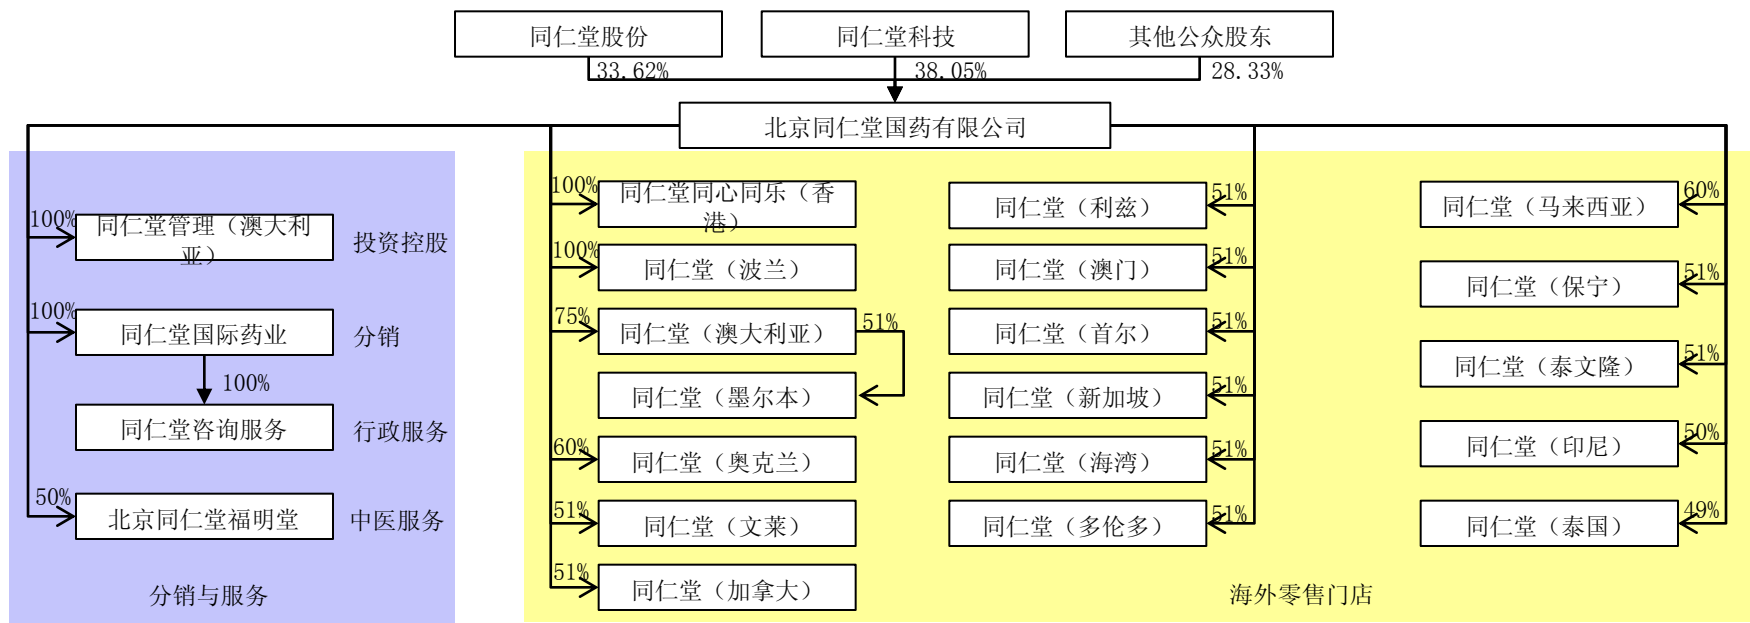 同仁堂股份
同仁堂科技
其他公众股东
33.62%
38.05%
28.33%
北京同仁堂国药有限公司
100%
同仁堂管理（澳大利
亚）
投资控股
100%
同仁堂国际药业
分销
100%
同仁堂咨询服务
行政服务
50%
北京同仁堂福明堂
中医服务
分销与服务
100%
同仁堂同心同乐（香
港）
100%
同仁堂（波兰）
75%
同仁堂（澳大利亚）
51%
同仁堂（墨尔本）
60%
同仁堂（奥克兰）
51%
同仁堂（文莱）
51%
同仁堂（加拿大）
同仁堂（利兹）
51%
同仁堂（澳门）
51%
同仁堂（首尔）
51%
同仁堂（新加坡）
51%
同仁堂（海湾）
51%
同仁堂（多伦多）
51%
同仁堂（马来西亚）
60%
同仁堂（保宁）
51%
同仁堂（泰文隆）
51%
同仁堂（印尼）
50%
同仁堂（泰国）
49%
海外零售门店